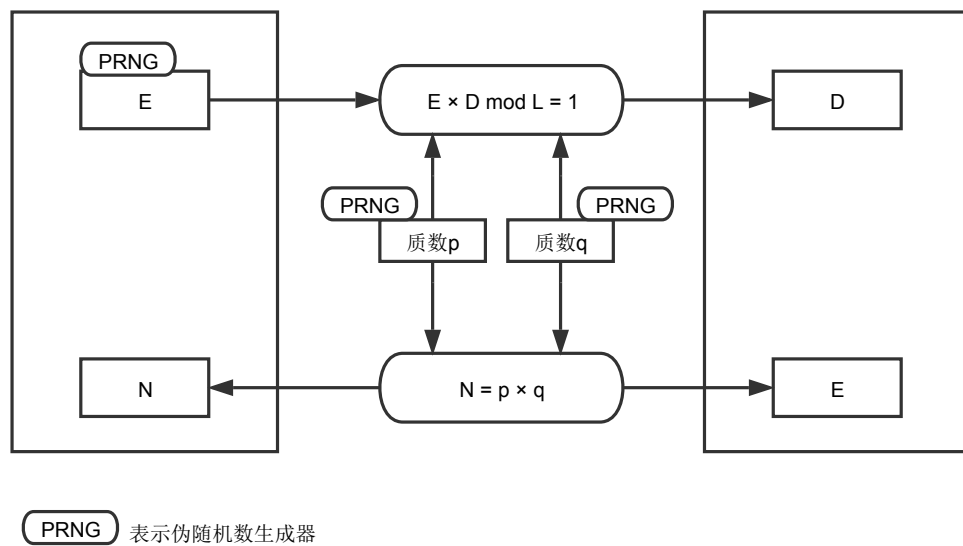 PRNG
E
E × D mod L = 1
D
PRNG
PRNG
质数p
质数q
N
N = p × q
E
PRNG 表示伪随机数生成器